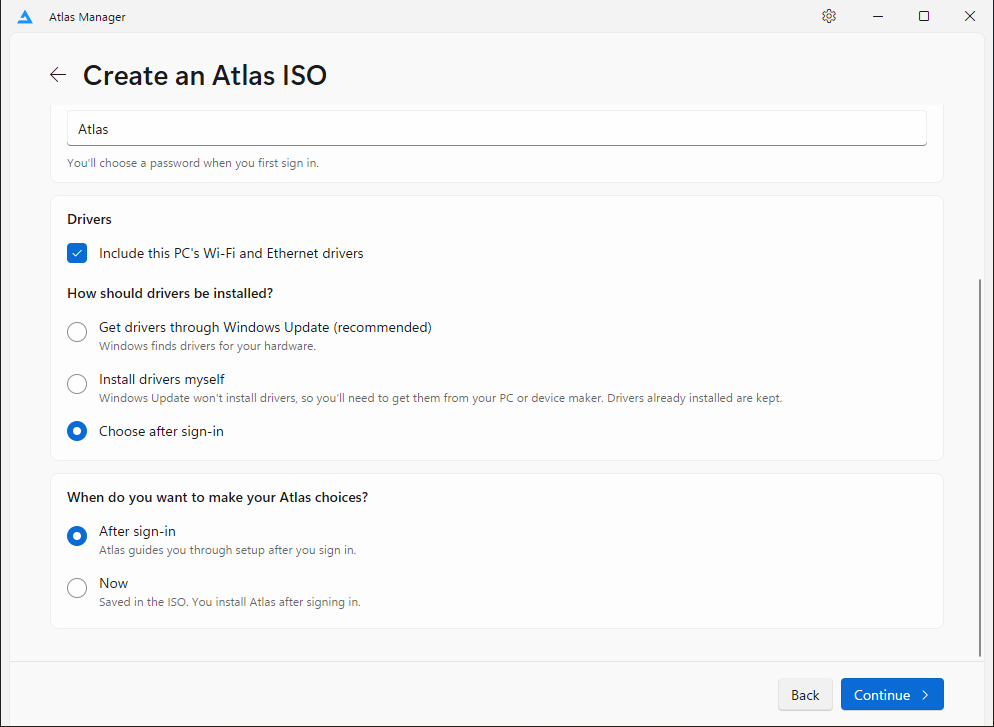 Atlas Manager
Create an Atlas ISO
Atlas
You'll choose a password when you first sign in.
Drivers
Include this PC's Wi-Fi and Ethernet drivers
How should drivers be installed?
Get drivers through Windows Update (recommended)
Windows finds drivers for your hardware.
Install drivers myself
Windows Update won't install drivers, so you'll need to get them from your PC or device maker. Drivers already installed are kept.
Choose after sign-in
When do you want to make your Atlas choices?
After sign-in
Atlas guides you through setup after you sign in.
Now
Saved in the ISO. You install Atlas after signing in.
Back
Continue